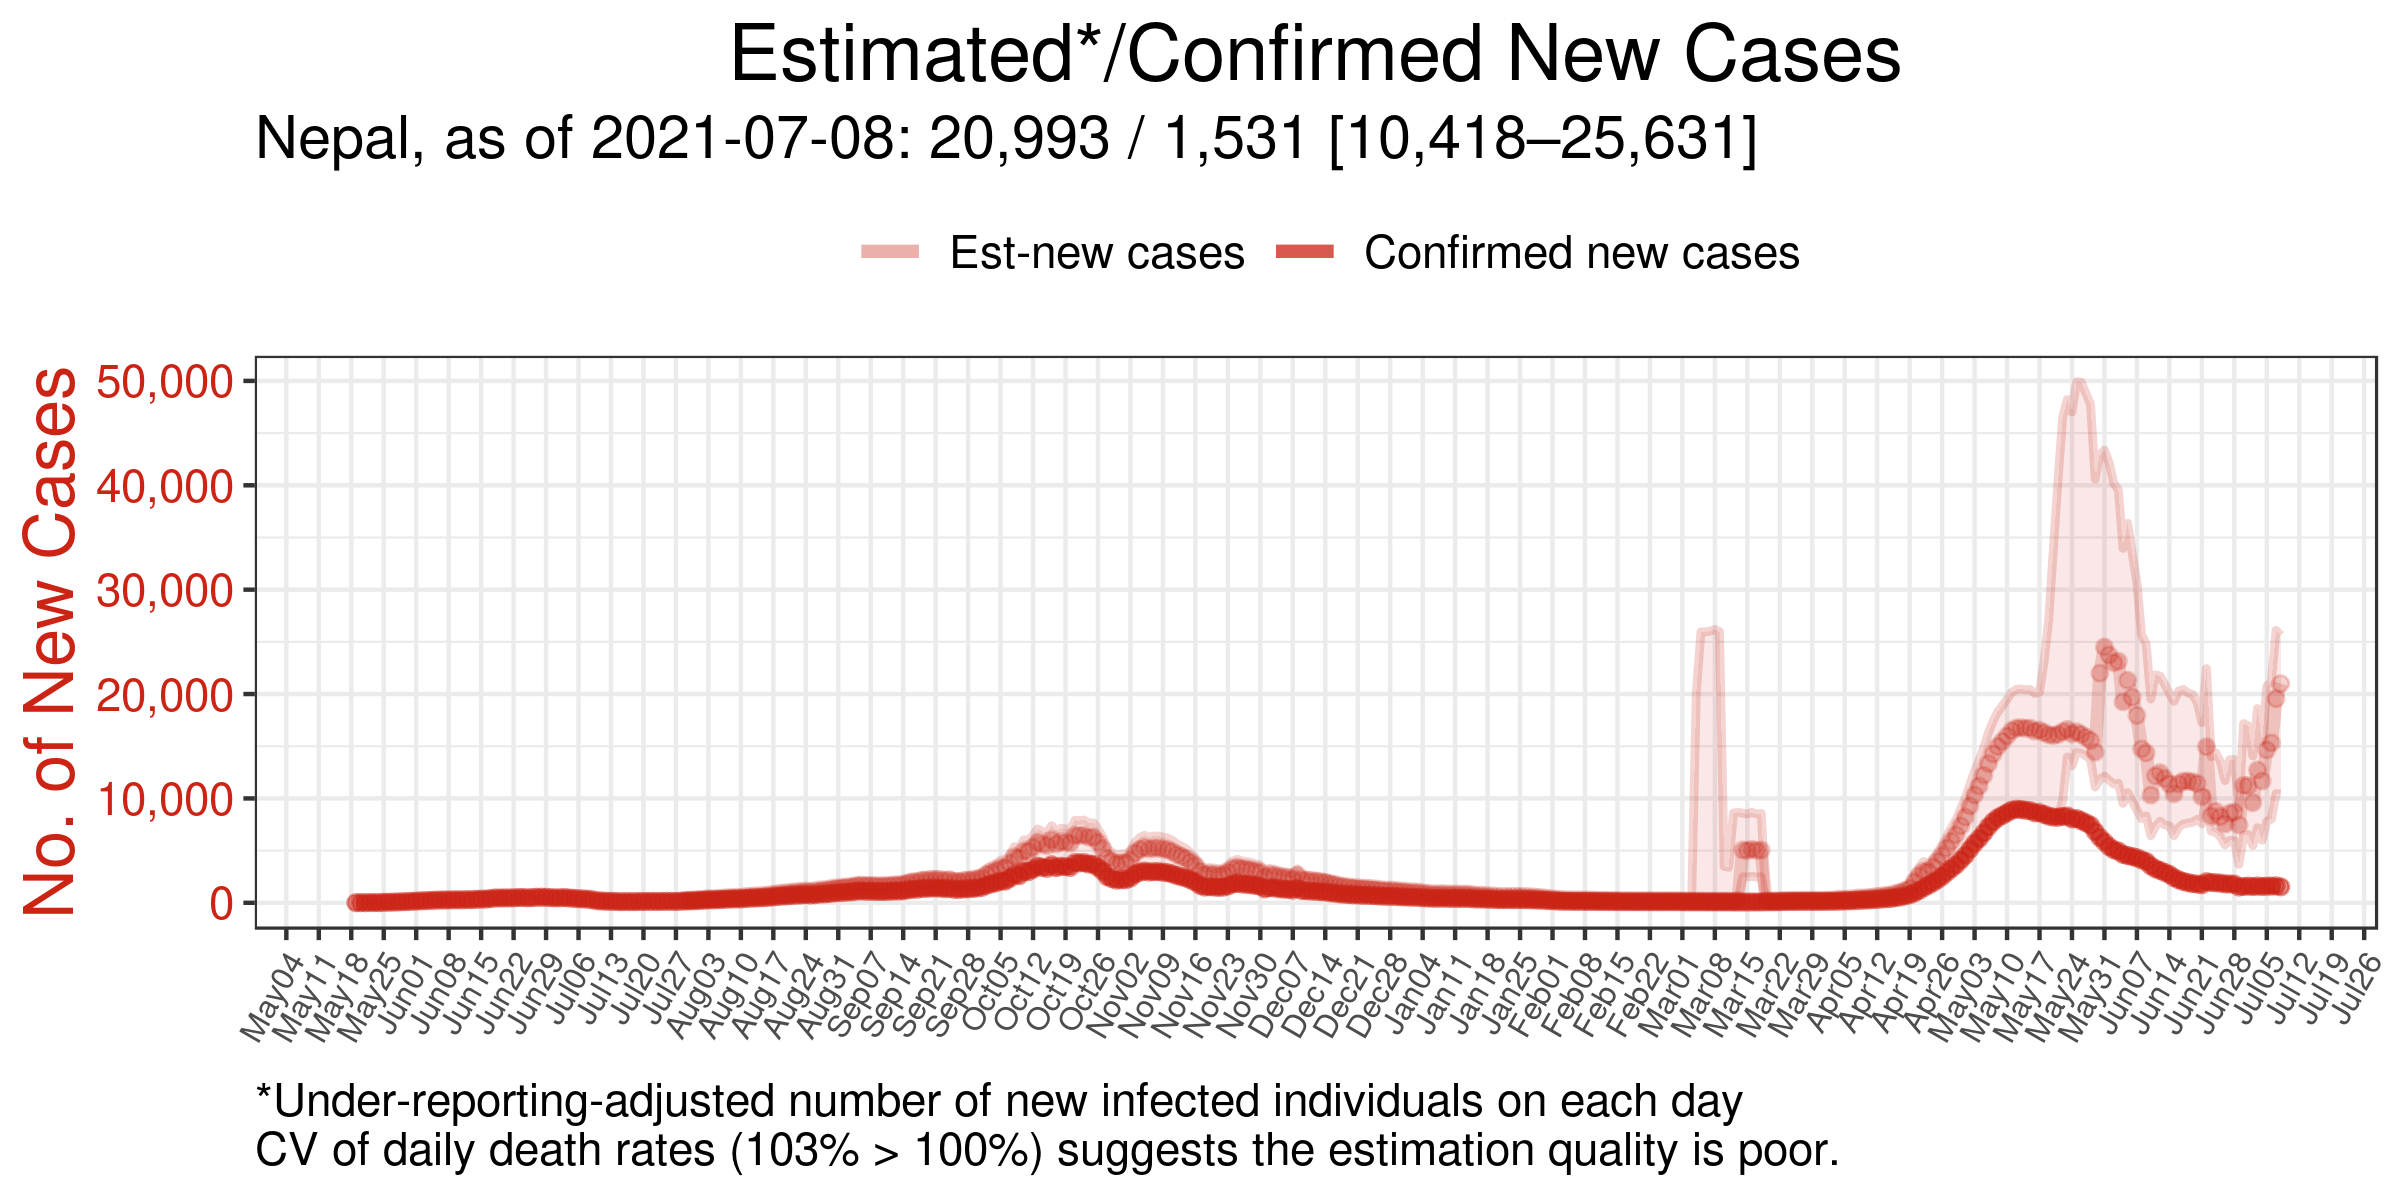 Estimated*/Confirmed New Cases
Nepal, as of 2021-07-08: 20,993 / 1,531 [10,418–25,631]
Est-new cases Confirmed new cases
No. of New Cases
50,000
40,000
30,000
20,000
10,000
0
May04 May11 May18 May25 Jun01 Jun08 Jun15 Jun22 Jun29 Jul06 Jul13 Jul20 Jul27 Aug03 Aug10 Aug17 Aug24 Aug31 Sep07 Sep14 Sep21 Sep28 Oct05 Oct12 Oct19 Oct26 Nov02 Nov09 Nov16 Nov23 Nov30 Dec07 Dec14 Dec21 Dec28 Jan04 Jan11 Jan18 Jan25 Feb01 Feb08 Feb15 Feb22 Mar01 Mar08 Mar15 Mar22 Mar29 Apr05 Apr12 Apr19 Apr26 May03 May10 May17 May24 May31 Jun07 Jun14 Jun21 Jun28 Jul05 Jul12 Jul19 Jul26
*Under-reporting-adjusted number of new infected individuals on each day
CV of daily death rates (103% > 100%) suggests the estimation quality is poor.